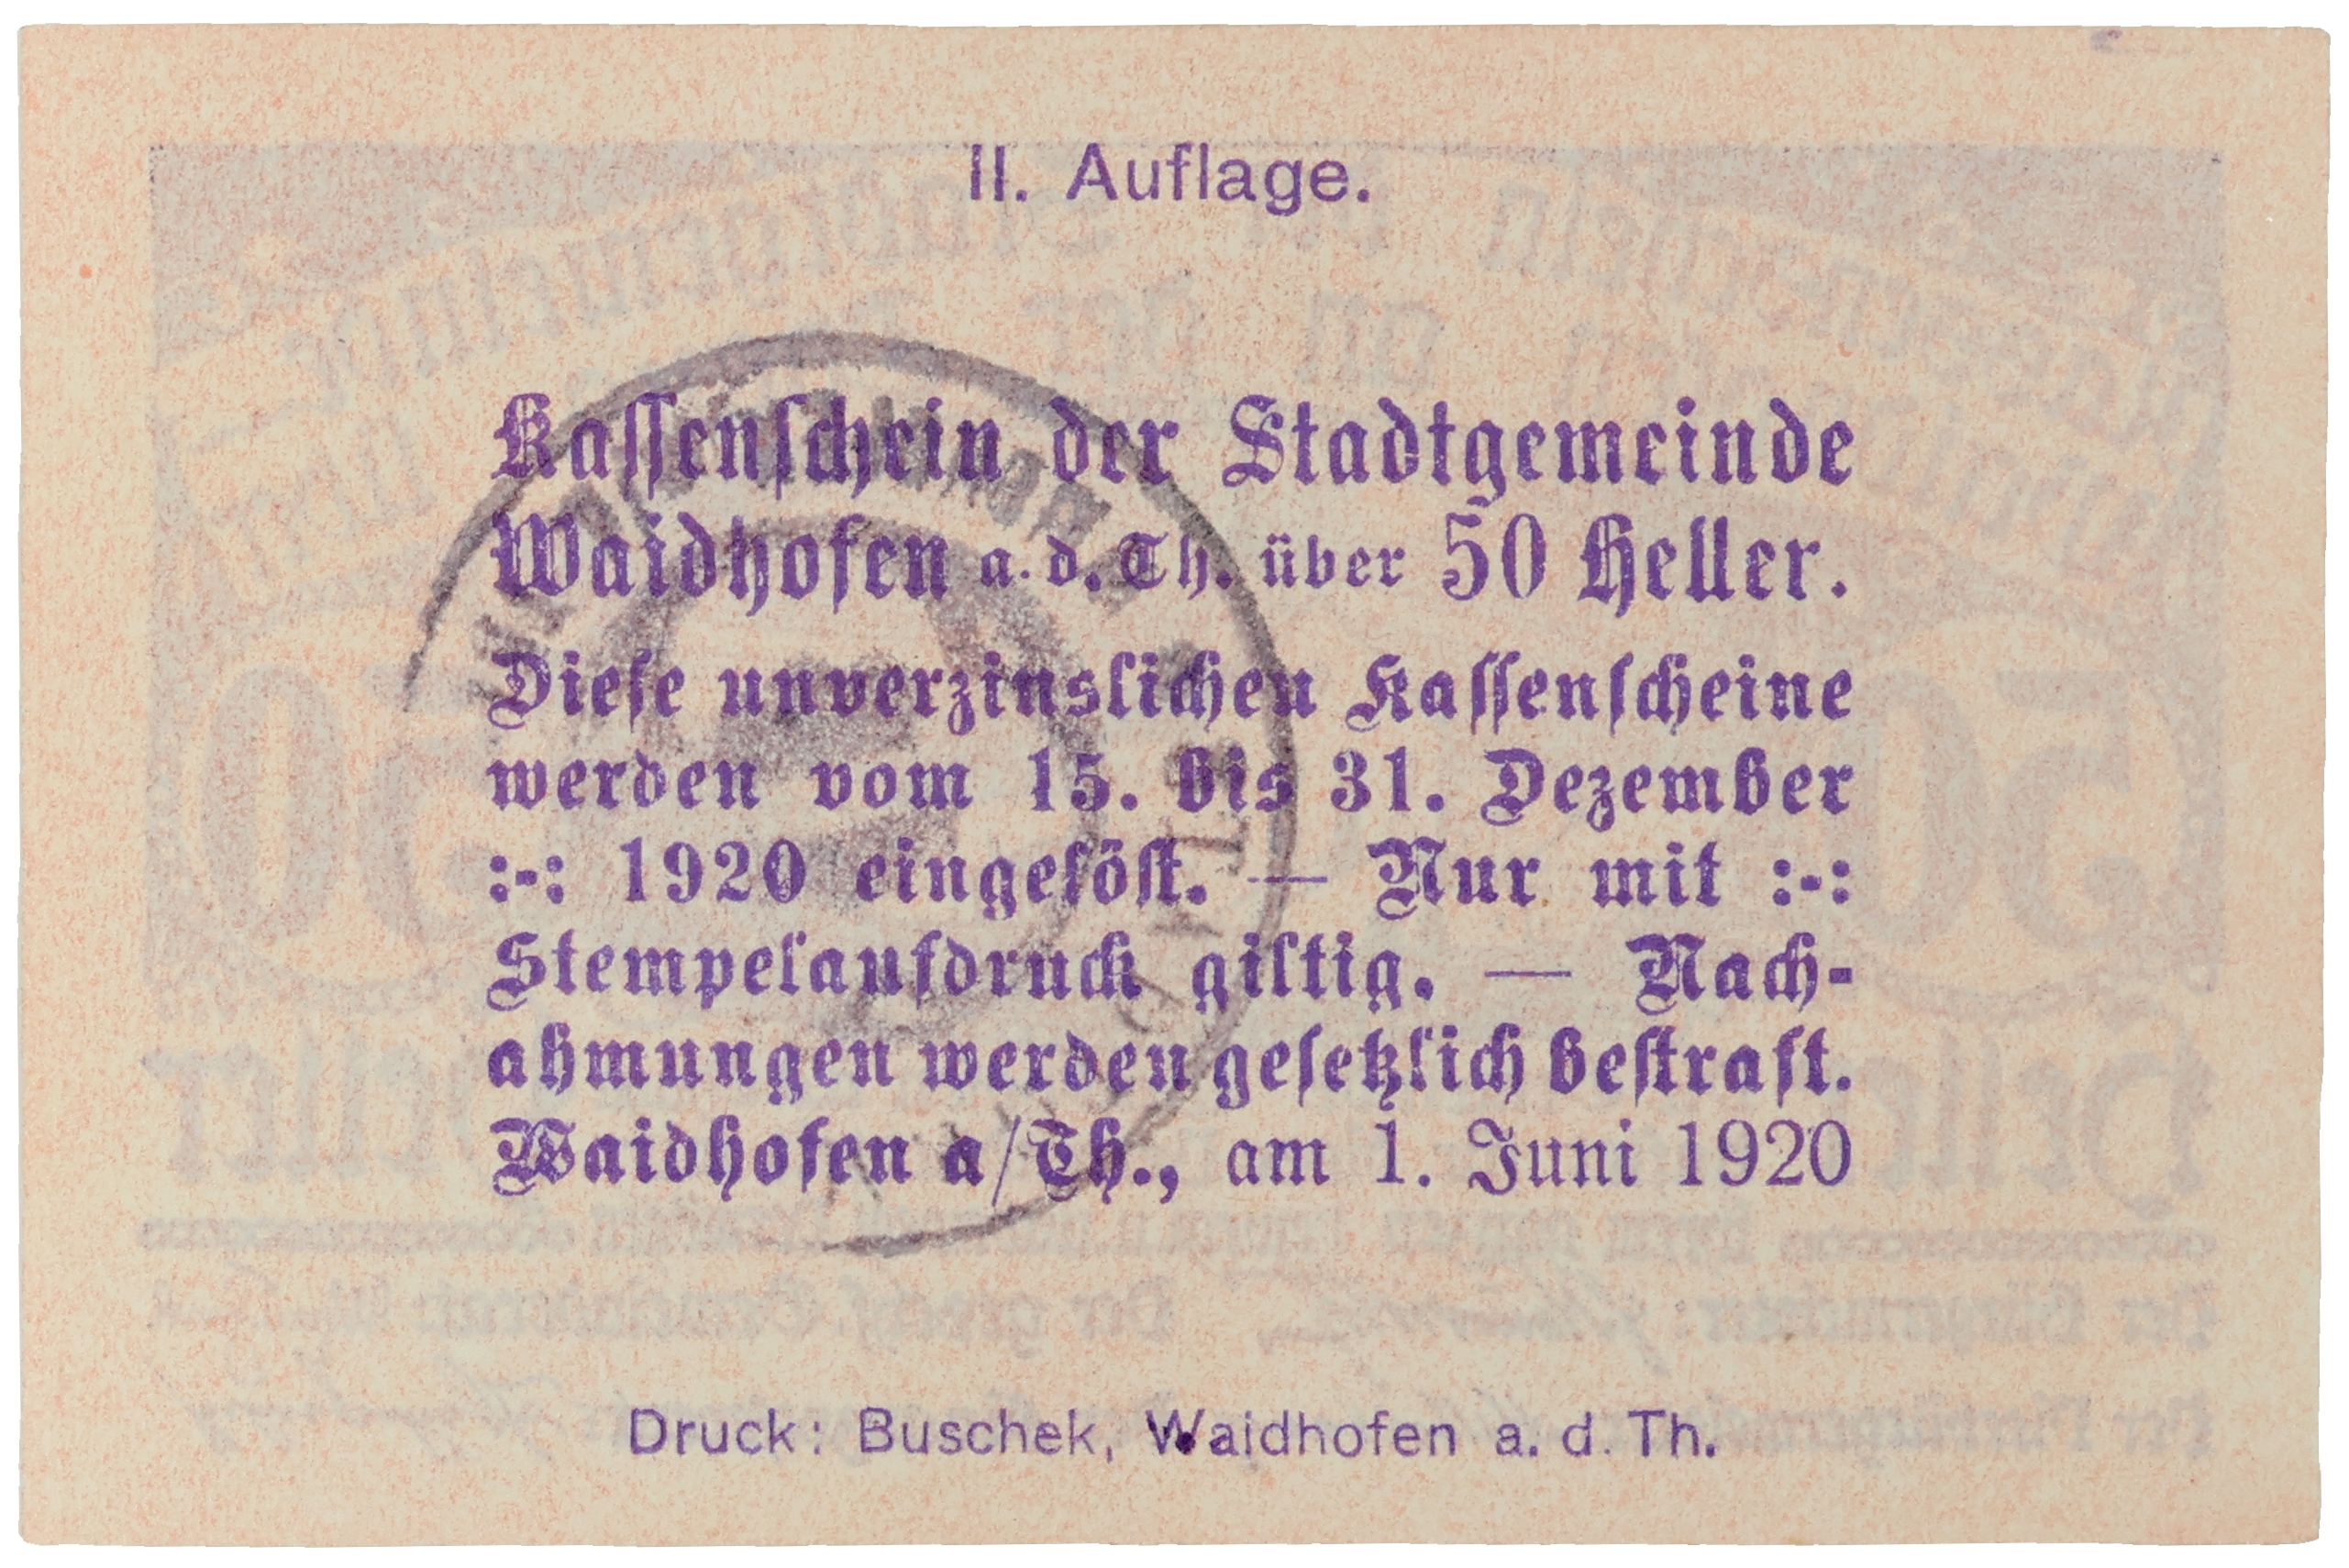 II. Auflage.
Kassenschein der Stadtgemeinde
Waidhofen a. d. Th. über 50 Heller.
Diese unverzinslichen Kassenscheine
werden vom 15. bis 31. Dezember
:-: 1920 eingelöst. — Nur mit :-:
Stempelaufdruck giltig. — Nach-
ahmungen werden gesetzlich bestraft.
Waidhofen a/Th., am 1. Juni 1920
Druck: Buschek, Waidhofen a. d. Th.